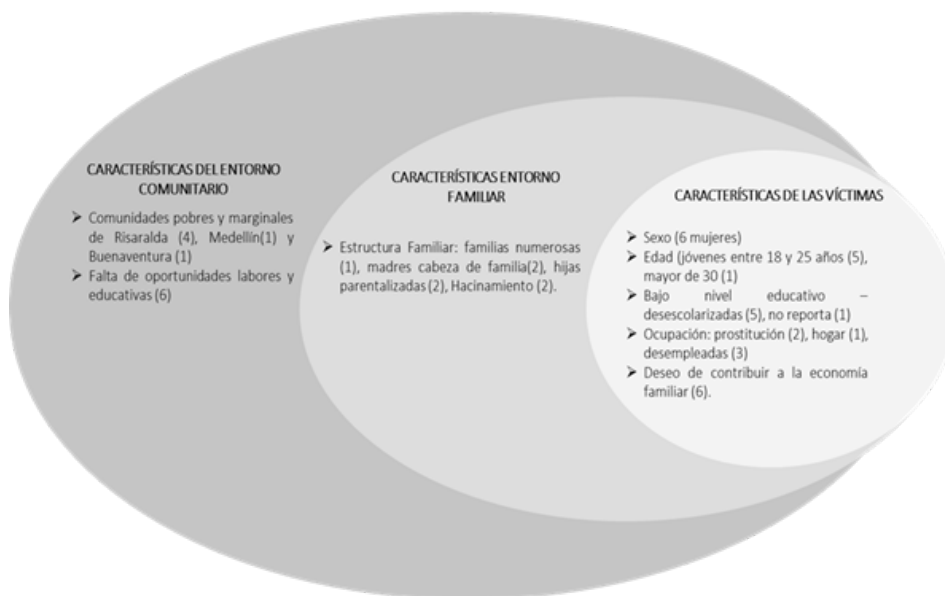 CARACTERÍSTICAS DEL ENTORNO
COMUNITARIO
➤ Comunidades pobres y marginales
de Risaralda (4), Medellín(1) y
Buenaventura (1)
➤ Falta de oportunidades labores y
educativas (6)
CARACTERÍSTICAS ENTORNO
FAMILIAR
➤ Estructura Familiar: familias numerosas
(1), madres cabeza de familia(2), hijas
parentalizadas (2), Hacinamiento (2).
CARACTERÍSTICAS DE LAS VÍCTIMAS
➤ Sexo (6 mujeres)
➤ Edad (jóvenes entre 18 y 25 años (5),
mayor de 30 (1)
➤ Bajo nivel educativo –
desescolarizadas (5), no reporta (1)
➤ Ocupación: prostitución (2), hogar (1),
desempleadas (3)
➤ Deseo de contribuir a la economía
familiar (6).